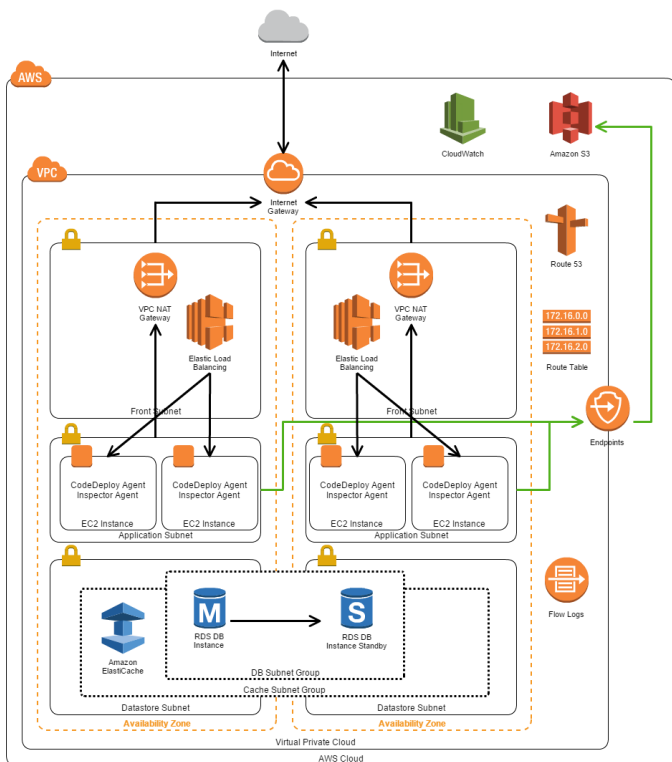 Internet
AWS
CloudWatch
Amazon S3
VPC
Internet
Gateway
Route 53
VPC NAT
Gateway
Elastic Load
Balancing
Front Subnet
VPC NAT
Gateway
Elastic Load
Balancing
Front Subnet
172.16.0.0
172.16.1.0
172.16.2.0
Route Table
Endpoints
CodeDeploy Agent
Inspector Agent
EC2 Instance
CodeDeploy Agent
Inspector Agent
EC2 Instance
Application Subnet
CodeDeploy Agent
Inspector Agent
EC2 Instance
CodeDeploy Agent
Inspector Agent
EC2 Instance
Application Subnet
Flow Logs
Amazon
ElastiCache
M
RDS DB
Instance
S
RDS DB
Instance Standby
DB Subnet Group
Cache Subnet Group
Datastore Subnet
Datastore Subnet
Availability Zone
Availability Zone
Virtual Private Cloud
AWS Cloud